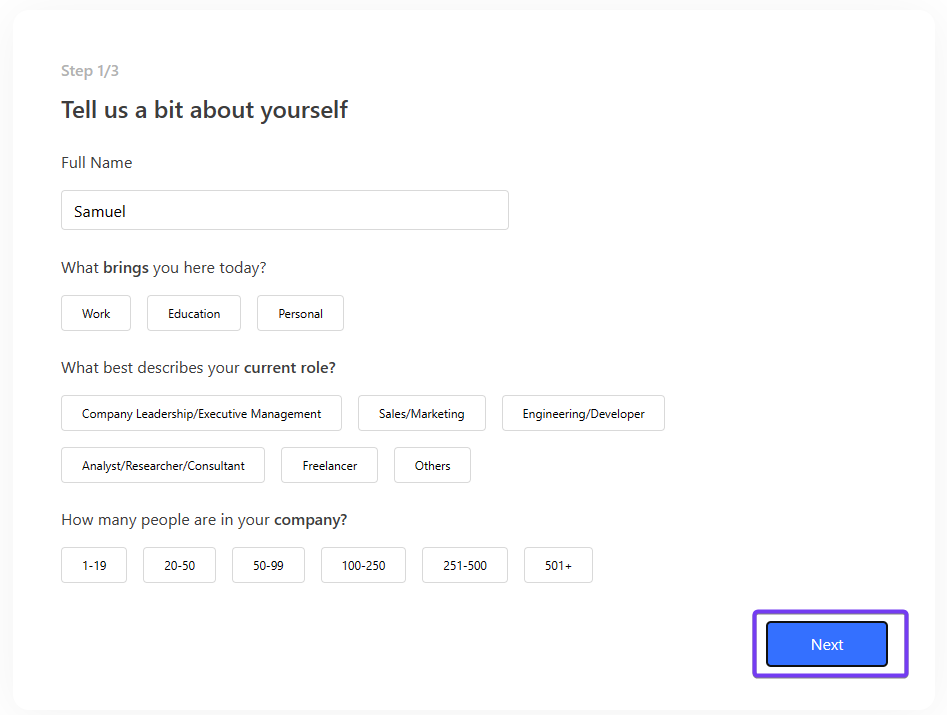 Step 1/3
Tell us a bit about yourself
Full Name
Samuel
What brings you here today?
Work Education Personal
What best describes your current role?
Company Leadership/Executive Management Sales/Marketing Engineering/Developer
Analyst/Researcher/Consultant Freelancer Others
How many people are in your company?
1-19 20-50 50-99 100-250 251-500 501+
Next